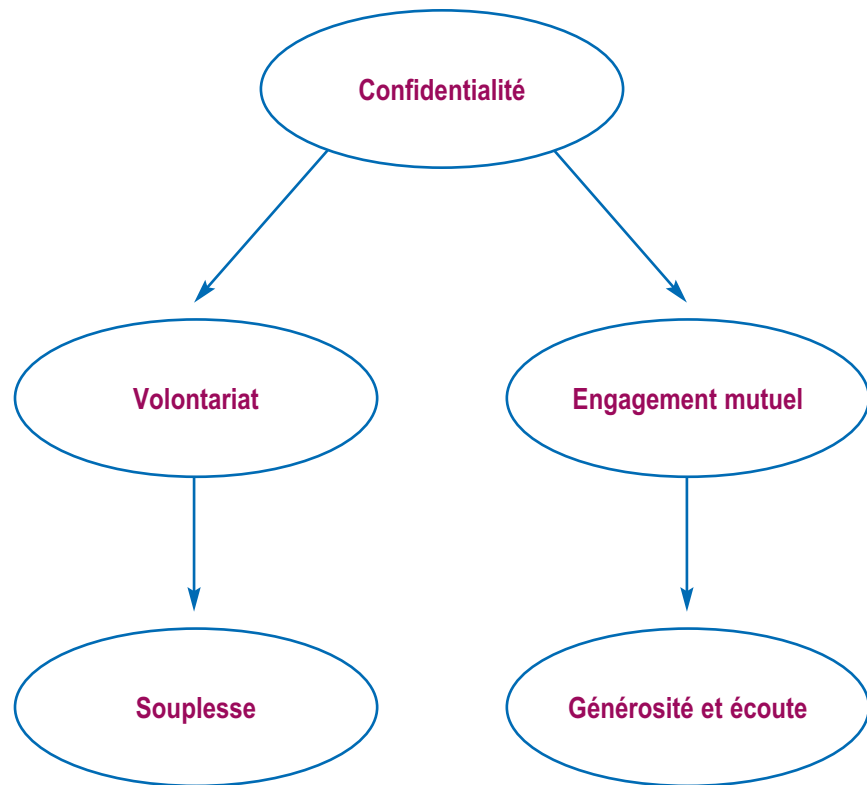 Confidentialité
Volontariat
Engagement mutuel
Souplesse
Générosité et écoute